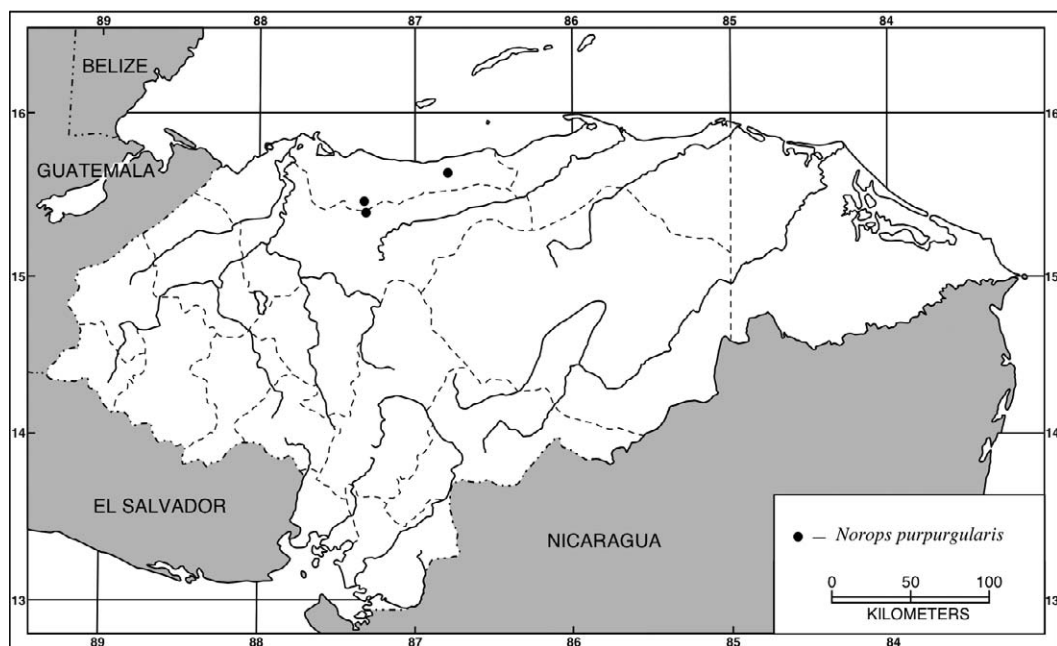 89 88 87 86 85 84
BELIZE
16 16
GUATEMALA
15 15
14 14
EL SALVADOR
NICARAGUA
● – Norops purpurgularis
0 50 100
KILOMETERS
13 13
89 88 87 86 85 84